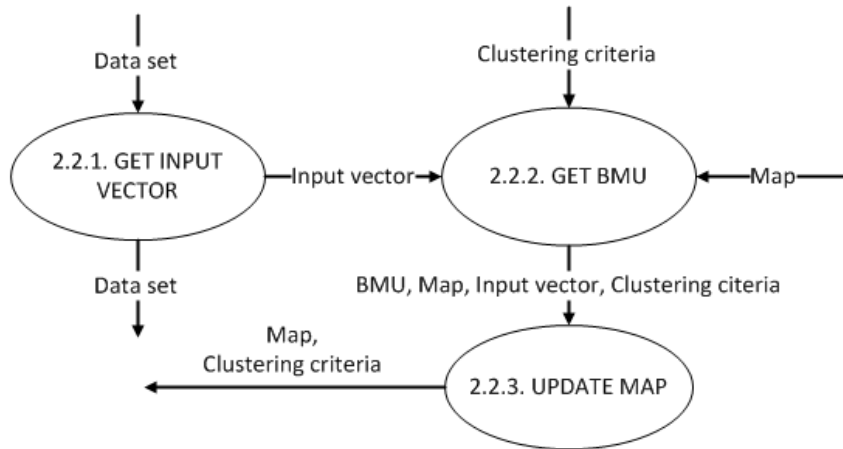 Data set
Clustering criteria
2.2.1. GET INPUT
VECTOR
Input vector
2.2.2. GET BMU
Map
Data set
BMU, Map, Input vector, Clustering citeria
Map,
Clustering criteria
2.2.3. UPDATE MAP